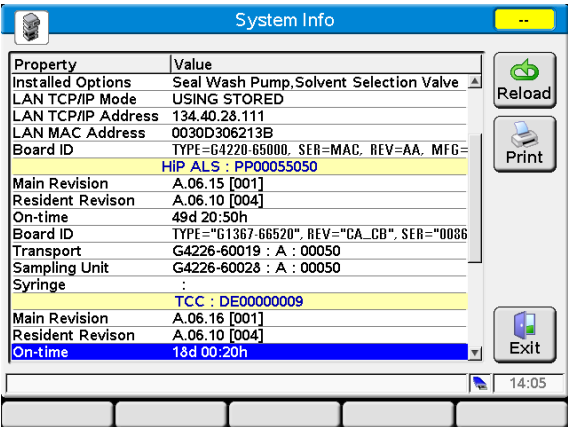 System Info
--
Property Value
Installed Options Seal Wash Pump,Solvent Selection Valve
LAN TCP/IP Mode USING STORED
LAN TCP/IP Address 134.40.28.111
LAN MAC Address 0030D306213B
Board ID TYPE=G4220-65000, SER=MAC, REV=AA, MFG=
HiP ALS : PP00055050
Main Revision A.06.15 [001]
Resident Revison A.06.10 [004]
On-time 49d 20:50h
Board ID TYPE="G1367-66520", REV="CA_CB", SER="0086
Transport G4226-60019 : A : 00050
Sampling Unit G4226-60028 : A : 00050
Syringe :
TCC : DE00000009
Main Revision A.06.16 [001]
Resident Revison A.06.10 [004]
On-time 18d 00:20h
Reload
Print
Exit
14:05